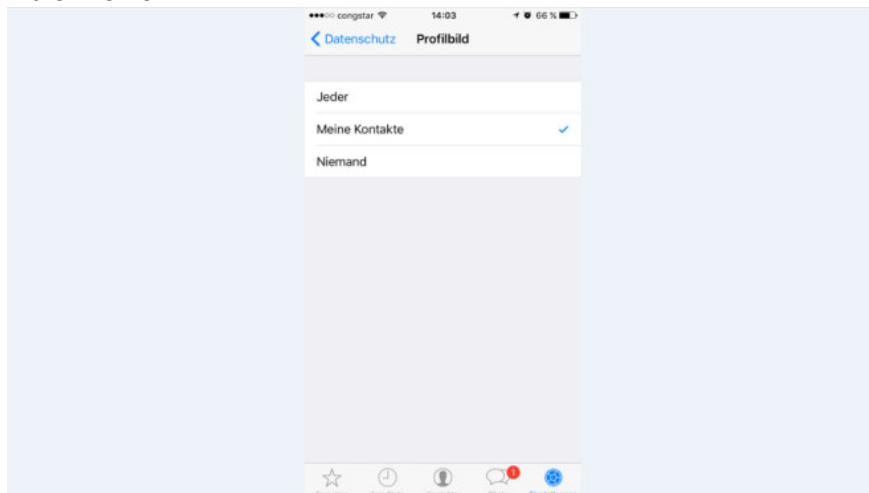 congstar 14:03 66 %
Datenschutz Profilbild
Jeder
Meine Kontakte
Niemand
1